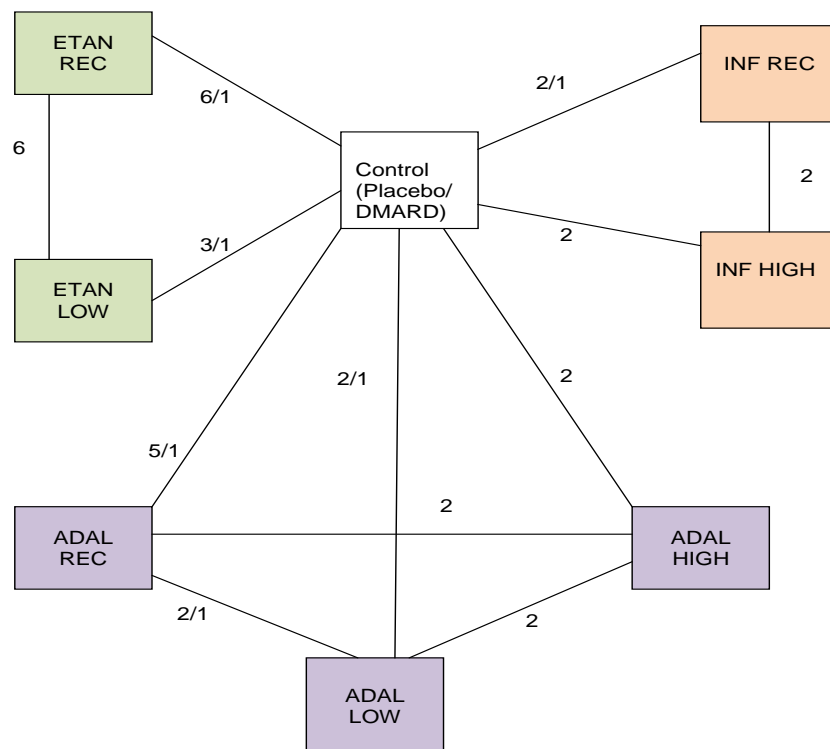 ETAN
REC
INF REC
6/1
2/1
6
Control
(Placebo/
DMARD)
2
3/1
2
ETAN
LOW
INF HIGH
2/1
2
5/1
2
ADAL
REC
ADAL
HIGH
2/1
2
ADAL
LOW